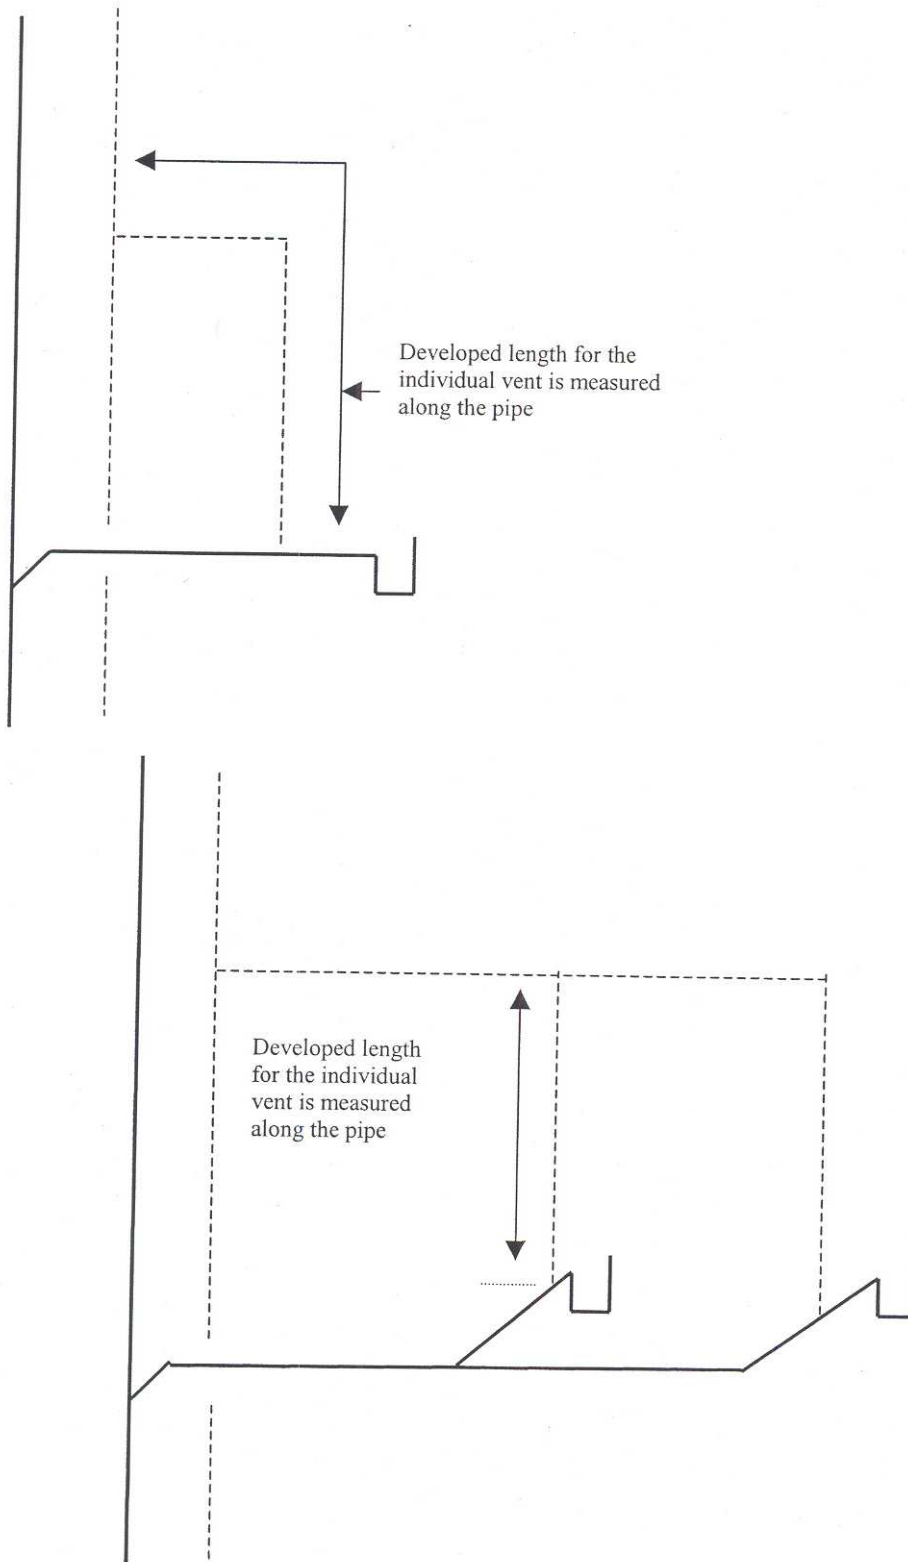 Developed length for the
individual vent is measured
along the pipe
Developed length
for the individual
vent is measured
along the pipe